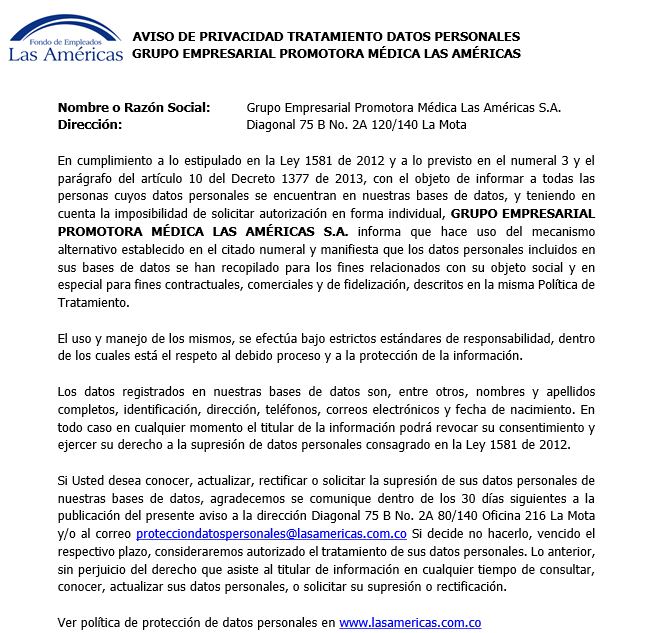 Fondo de Empleados
Las Américas
AVISO DE PRIVACIDAD TRATAMIENTO DATOS PERSONALES
GRUPO EMPRESARIAL PROMOTORA MÉDICA LAS AMÉRICAS
Nombre o Razón Social: Grupo Empresarial Promotora Médica Las Américas S.A.
Dirección: Diagonal 75 B No. 2A 120/140 La Mota
En cumplimiento a lo estipulado en la Ley 1581 de 2012 y a lo previsto en el numeral 3 y el
parágrafo del artículo 10 del Decreto 1377 de 2013, con el objeto de informar a todas las
personas cuyos datos personales se encuentran en nuestras bases de datos, y teniendo en
cuenta la imposibilidad de solicitar autorización en forma individual, GRUPO EMPRESARIAL
PROMOTORA MÉDICA LAS AMÉRICAS S.A. informa que hace uso del mecanismo
alternativo establecido en el citado numeral y manifiesta que los datos personales incluidos en
sus bases de datos se han recopilado para los fines relacionados con su objeto social y en
especial para fines contractuales, comerciales y de fidelización, descritos en la misma Política de
Tratamiento.
El uso y manejo de los mismos, se efectúa bajo estrictos estándares de responsabilidad, dentro
de los cuales está el respeto al debido proceso y a la protección de la información.
Los datos registrados en nuestras bases de datos son, entre otros, nombres y apellidos
completos, identificación, dirección, teléfonos, correos electrónicos y fecha de nacimiento. En
todo caso en cualquier momento el titular de la información podrá revocar su consentimiento y
ejercer su derecho a la supresión de datos personales consagrado en la Ley 1581 de 2012.
Si Usted desea conocer, actualizar, rectificar o solicitar la supresión de sus datos personales de
nuestras bases de datos, agradecemos se comunique dentro de los 30 días siguientes a la
publicación del presente aviso a la dirección Diagonal 75 B No. 2A 80/140 Oficina 216 La Mota
y/o al correo protecciondatospersonales@lasamericas.com.co Si decide no hacerlo, vencido el
respectivo plazo, consideraremos autorizado el tratamiento de sus datos personales. Lo anterior,
sin perjuicio del derecho que asiste al titular de información en cualquier tiempo de consultar,
conocer, actualizar sus datos personales, o solicitar su supresión o rectificación.
Ver política de protección de datos personales en www.lasamericas.com.co